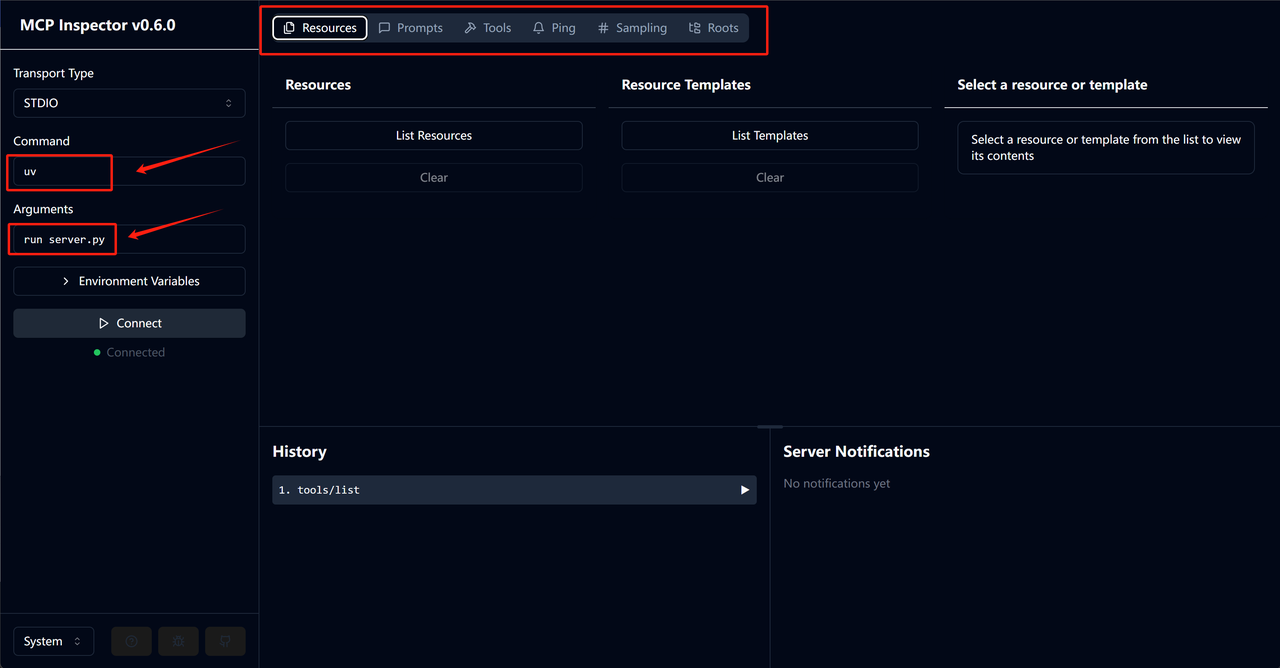 MCP Inspector v0.6.0
Transport Type
STDIO
Command
uv
Arguments
run server.py
Environment Variables
Connect
Connected
System
Resources Prompts Tools Ping Sampling Roots
Resources
List Resources
Clear
Resource Templates
List Templates
Clear
Select a resource or template
Select a resource or template from the list to view
its contents
History
1. tools/list
Server Notifications
No notifications yet